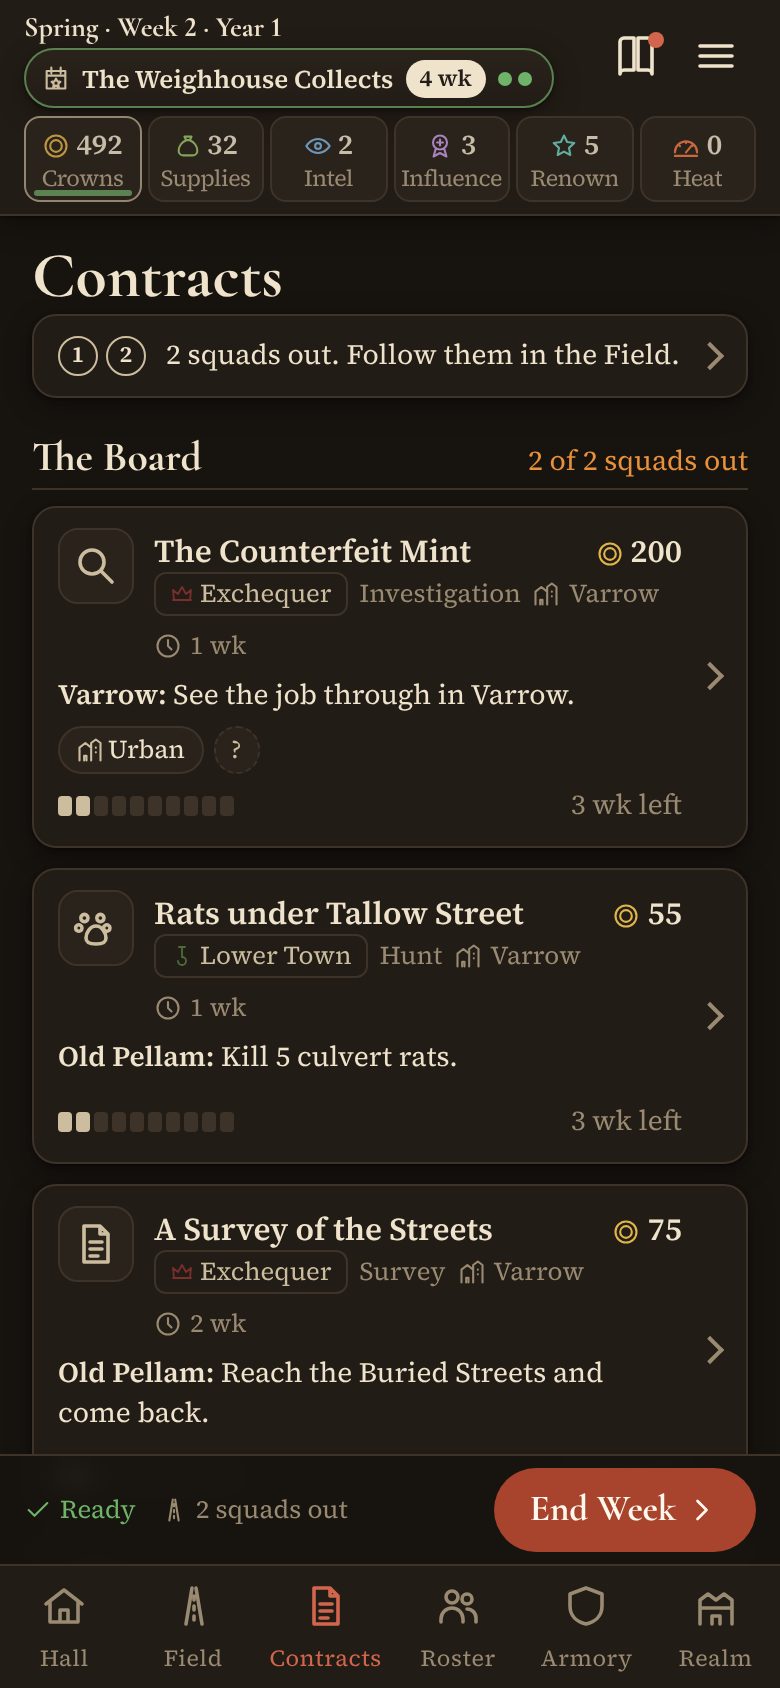 Spring · Week 2 · Year 1
The Weighhouse Collects 4 wk
492 32 2 3 5 0
Crowns Supplies Intel Influence Renown Heat
Contracts
1 2 2 squads out. Follow them in the Field.
The Board 2 of 2 squads out
The Counterfeit Mint 200
Exchequer Investigation Varrow
1 wk
Varrow: See the job through in Varrow.
Urban ?
3 wk left
Rats under Tallow Street 55
Lower Town Hunt Varrow
1 wk
Old Pellam: Kill 5 culvert rats.
3 wk left
A Survey of the Streets 75
Exchequer Survey Varrow
2 wk
Old Pellam: Reach the Buried Streets and
come back.
Ready 2 squads out End Week
Hall Field Contracts Roster Armory Realm